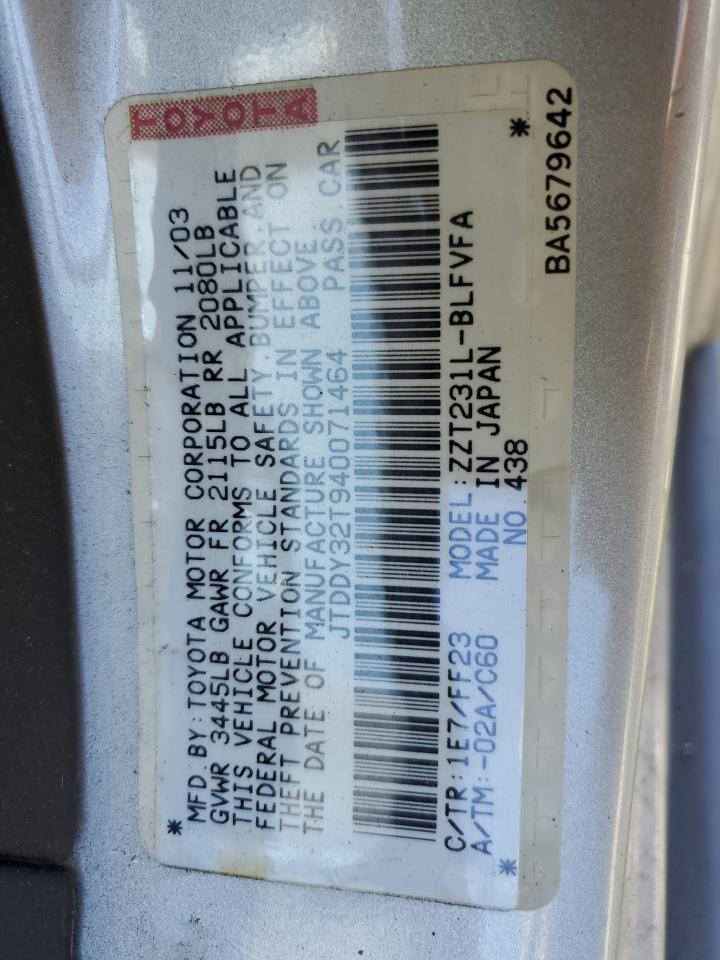 TOYOTA
* MFD BY:TOYOTA MOTOR CORPORATION 11/03
GVWR 3445LB GAWR FR 2115LB RR 2080LB
THIS VEHICLE CONFORMS TO ALL APPLICABLE
FEDERAL MOTOR VEHICLE SAFETY BUMPER AND
THEFT PREVENTION STANDARDS IN EFFECT ON
THE DATE OF MANUFACTURE SHOWN ABOVE.
JTDDY32T940071464 PASS CAR
C/TR:1E7/FF23 MODEL:ZZT231L-BLFVFA
A/TM:-02A/C60 MADE IN JAPAN
* NO. 438 *
BA5679642